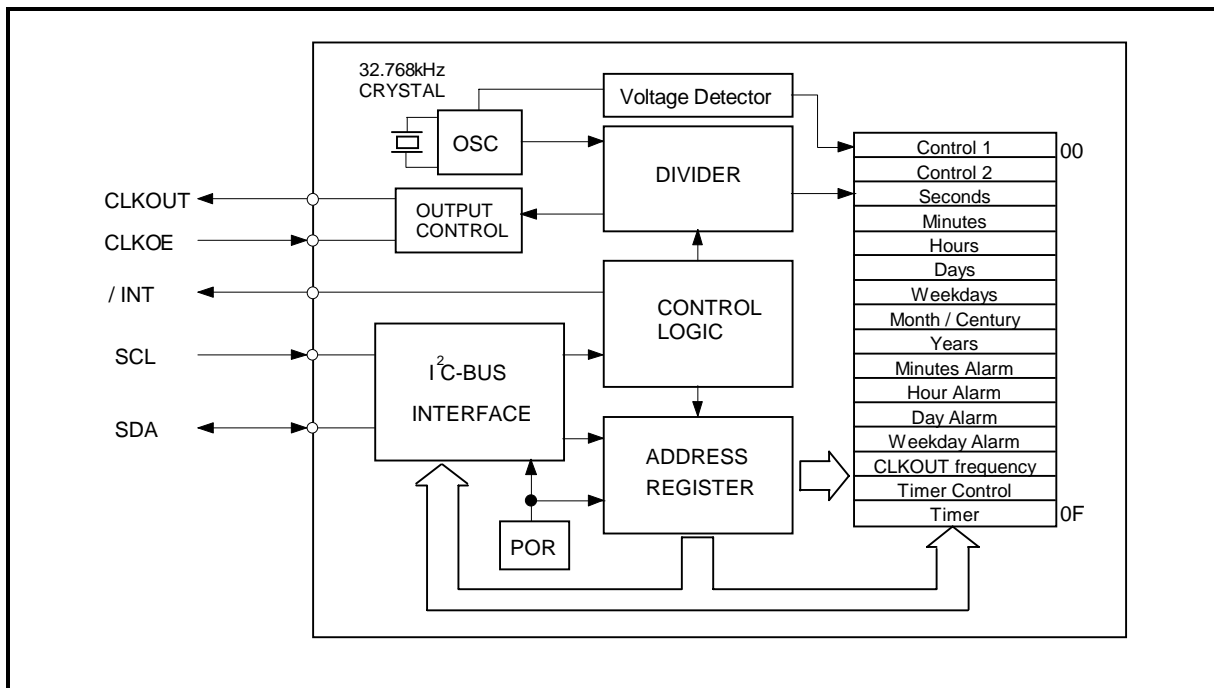 32.768kHz
CRYSTAL
OSC
Voltage Detector
DIVIDER
OUTPUT
CONTROL
CLKOUT
CLKOE
/ INT
SCL
SDA
I²C-BUS
INTERFACE
CONTROL
LOGIC
ADDRESS
REGISTER
POR
Control 1
00
Control 2
Seconds
Minutes
Hours
Days
Weekdays
Month / Century
Years
Minutes Alarm
Hour Alarm
Day Alarm
Weekday Alarm
CLKOUT frequency
Timer Control
Timer
0F